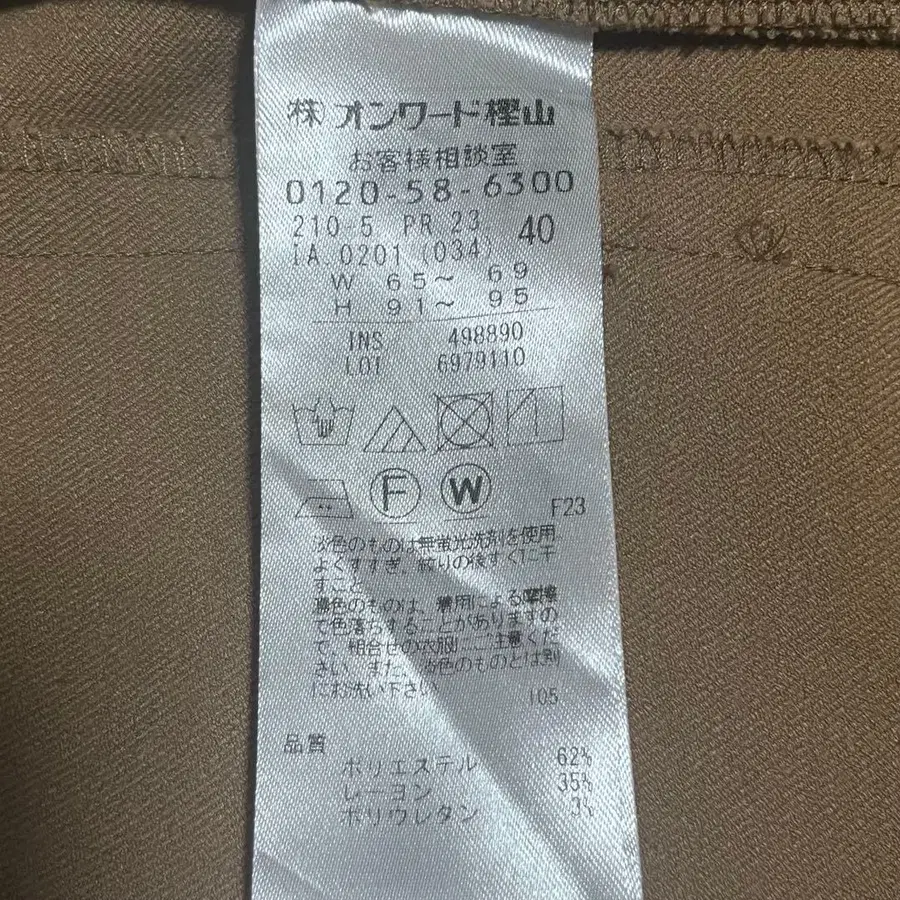 株 オンワード樫山
お客様相談室
0120-58-6300
210-5 PR 23 40
IA.0201 (034)
W 65～ 69
H 91～ 95
INS 498890
LOT 6979110
F W
F23
淡色のものは無蛍光洗剤を使用
よくすすぎ、絞りの後すぐに干
すこと
濃色のものは、着用による摩擦
で色落ちすることがありますの
で、組合せの衣服にご注意くだ
さい。また、淡色のものとは別
にお洗い下さい
105
品質
ポリエステル 62%
レーヨン 35%
ポリウレタン 3%